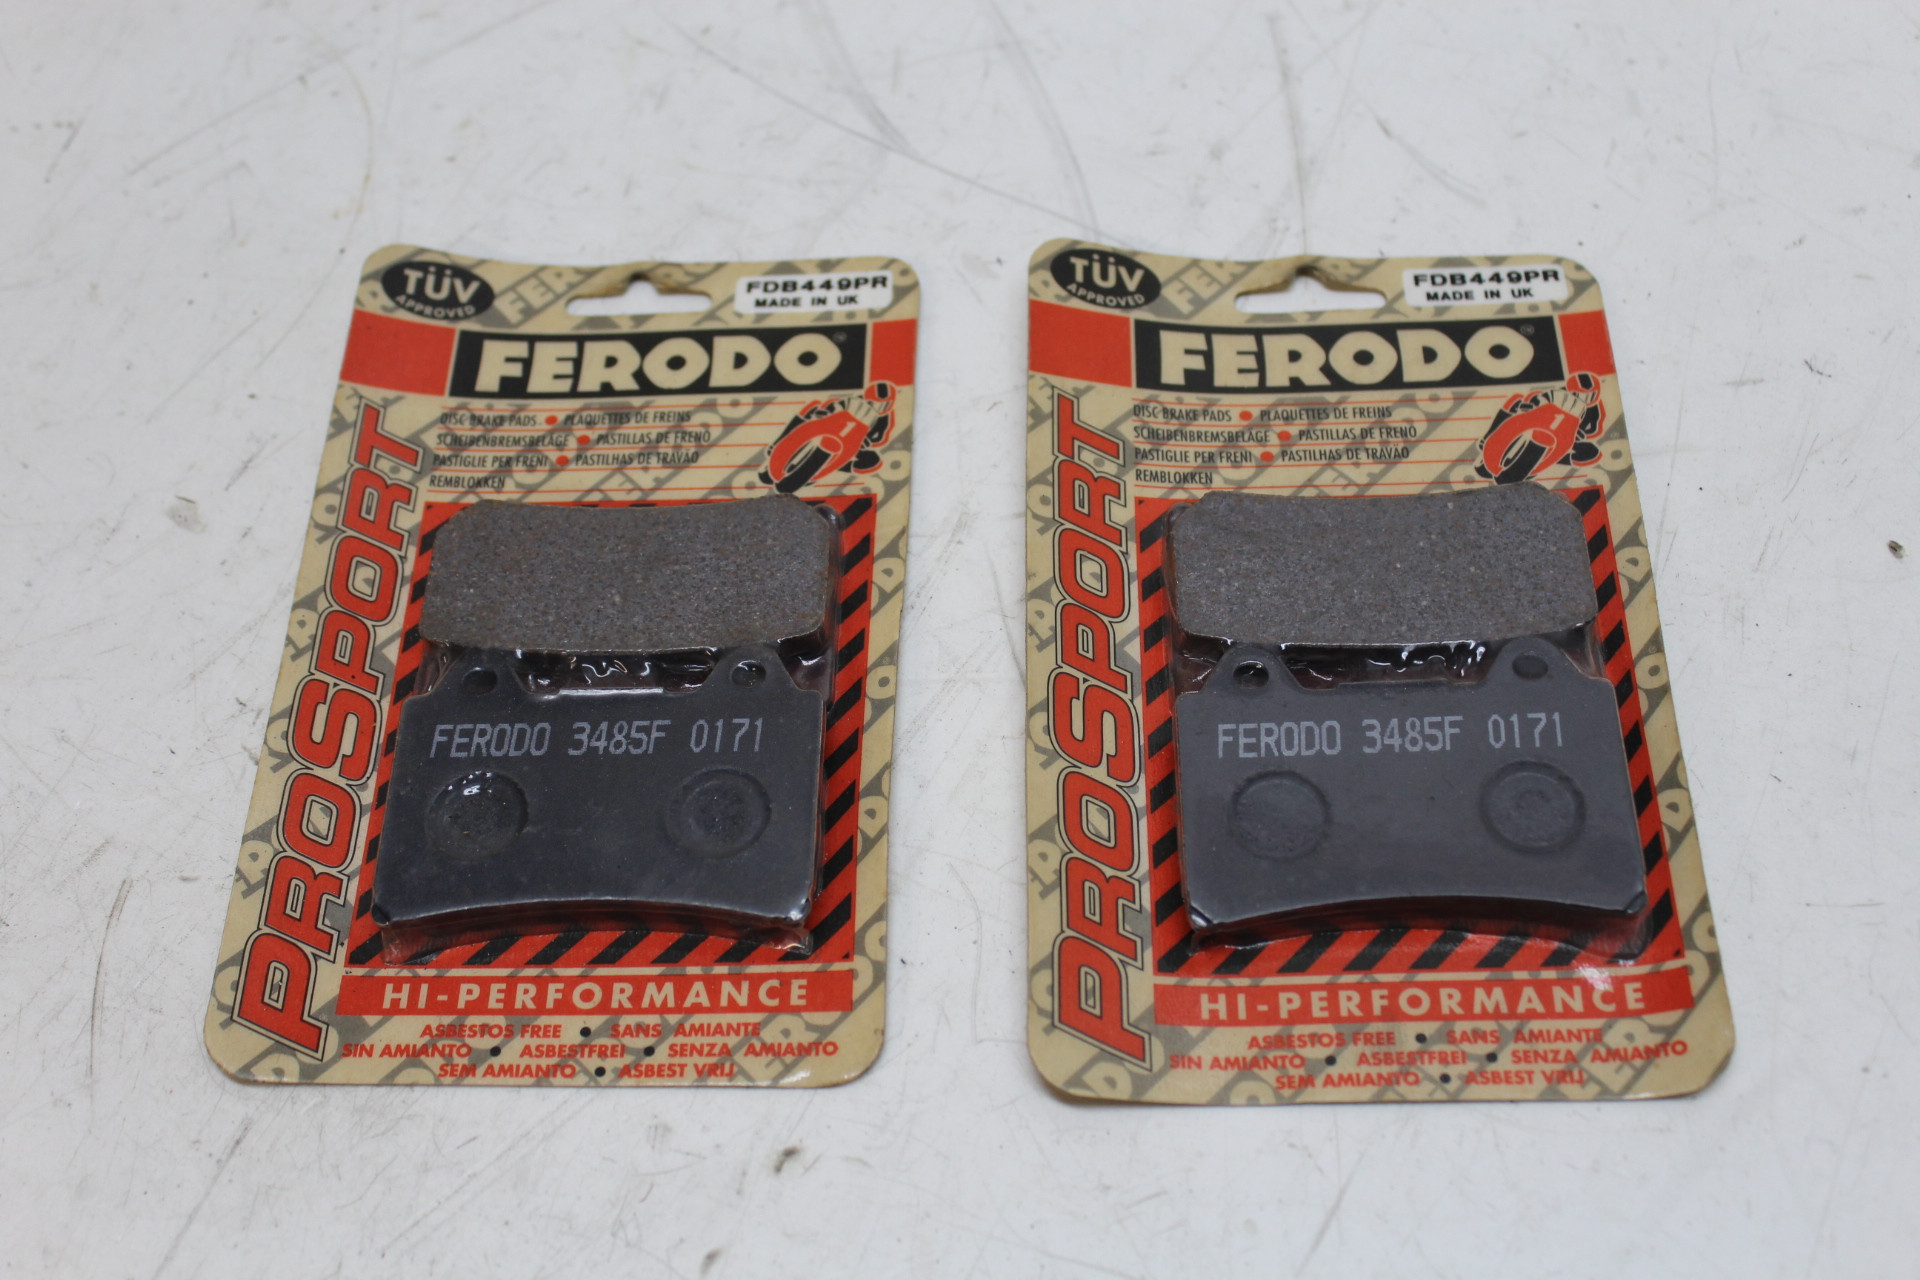 TÜV
APPROVED
FDB449PR
MADE IN UK
FERODO
DISC BRAKE PADS • PLAQUETTES DE FREINS
SCHEIBENBREMSBELAGE • PASTILLAS DE FRENO
PASTIGLIE PER FRENI • PASTILHAS DE TRAVAO
REMBLOKKEN
1
PROSPORT
FERODO 3485F 0171
HI-PERFORMANCE
ASBESTOS FREE • SANS AMIANTE
SIN AMIANTO • ASBESTFREI • SENZA AMIANTO
SEM AMIANTO • ASBEST VRIJ
TÜV
APPROVED
FDB449PR
MADE IN UK
FERODO
DISC BRAKE PADS • PLAQUETTES DE FREINS
SCHEIBENBREMSBELAGE • PASTILLAS DE FRENO
PASTIGLIE PER FRENI • PASTILHAS DE TRAVAO
REMBLOKKEN
1
PROSPORT
FERODO 3485F 0171
HI-PERFORMANCE
ASBESTOS FREE • SANS AMIANTE
SIN AMIANTO • ASBESTFREI • SENZA AMIANTO
SEM AMIANTO • ASBEST VRIJ